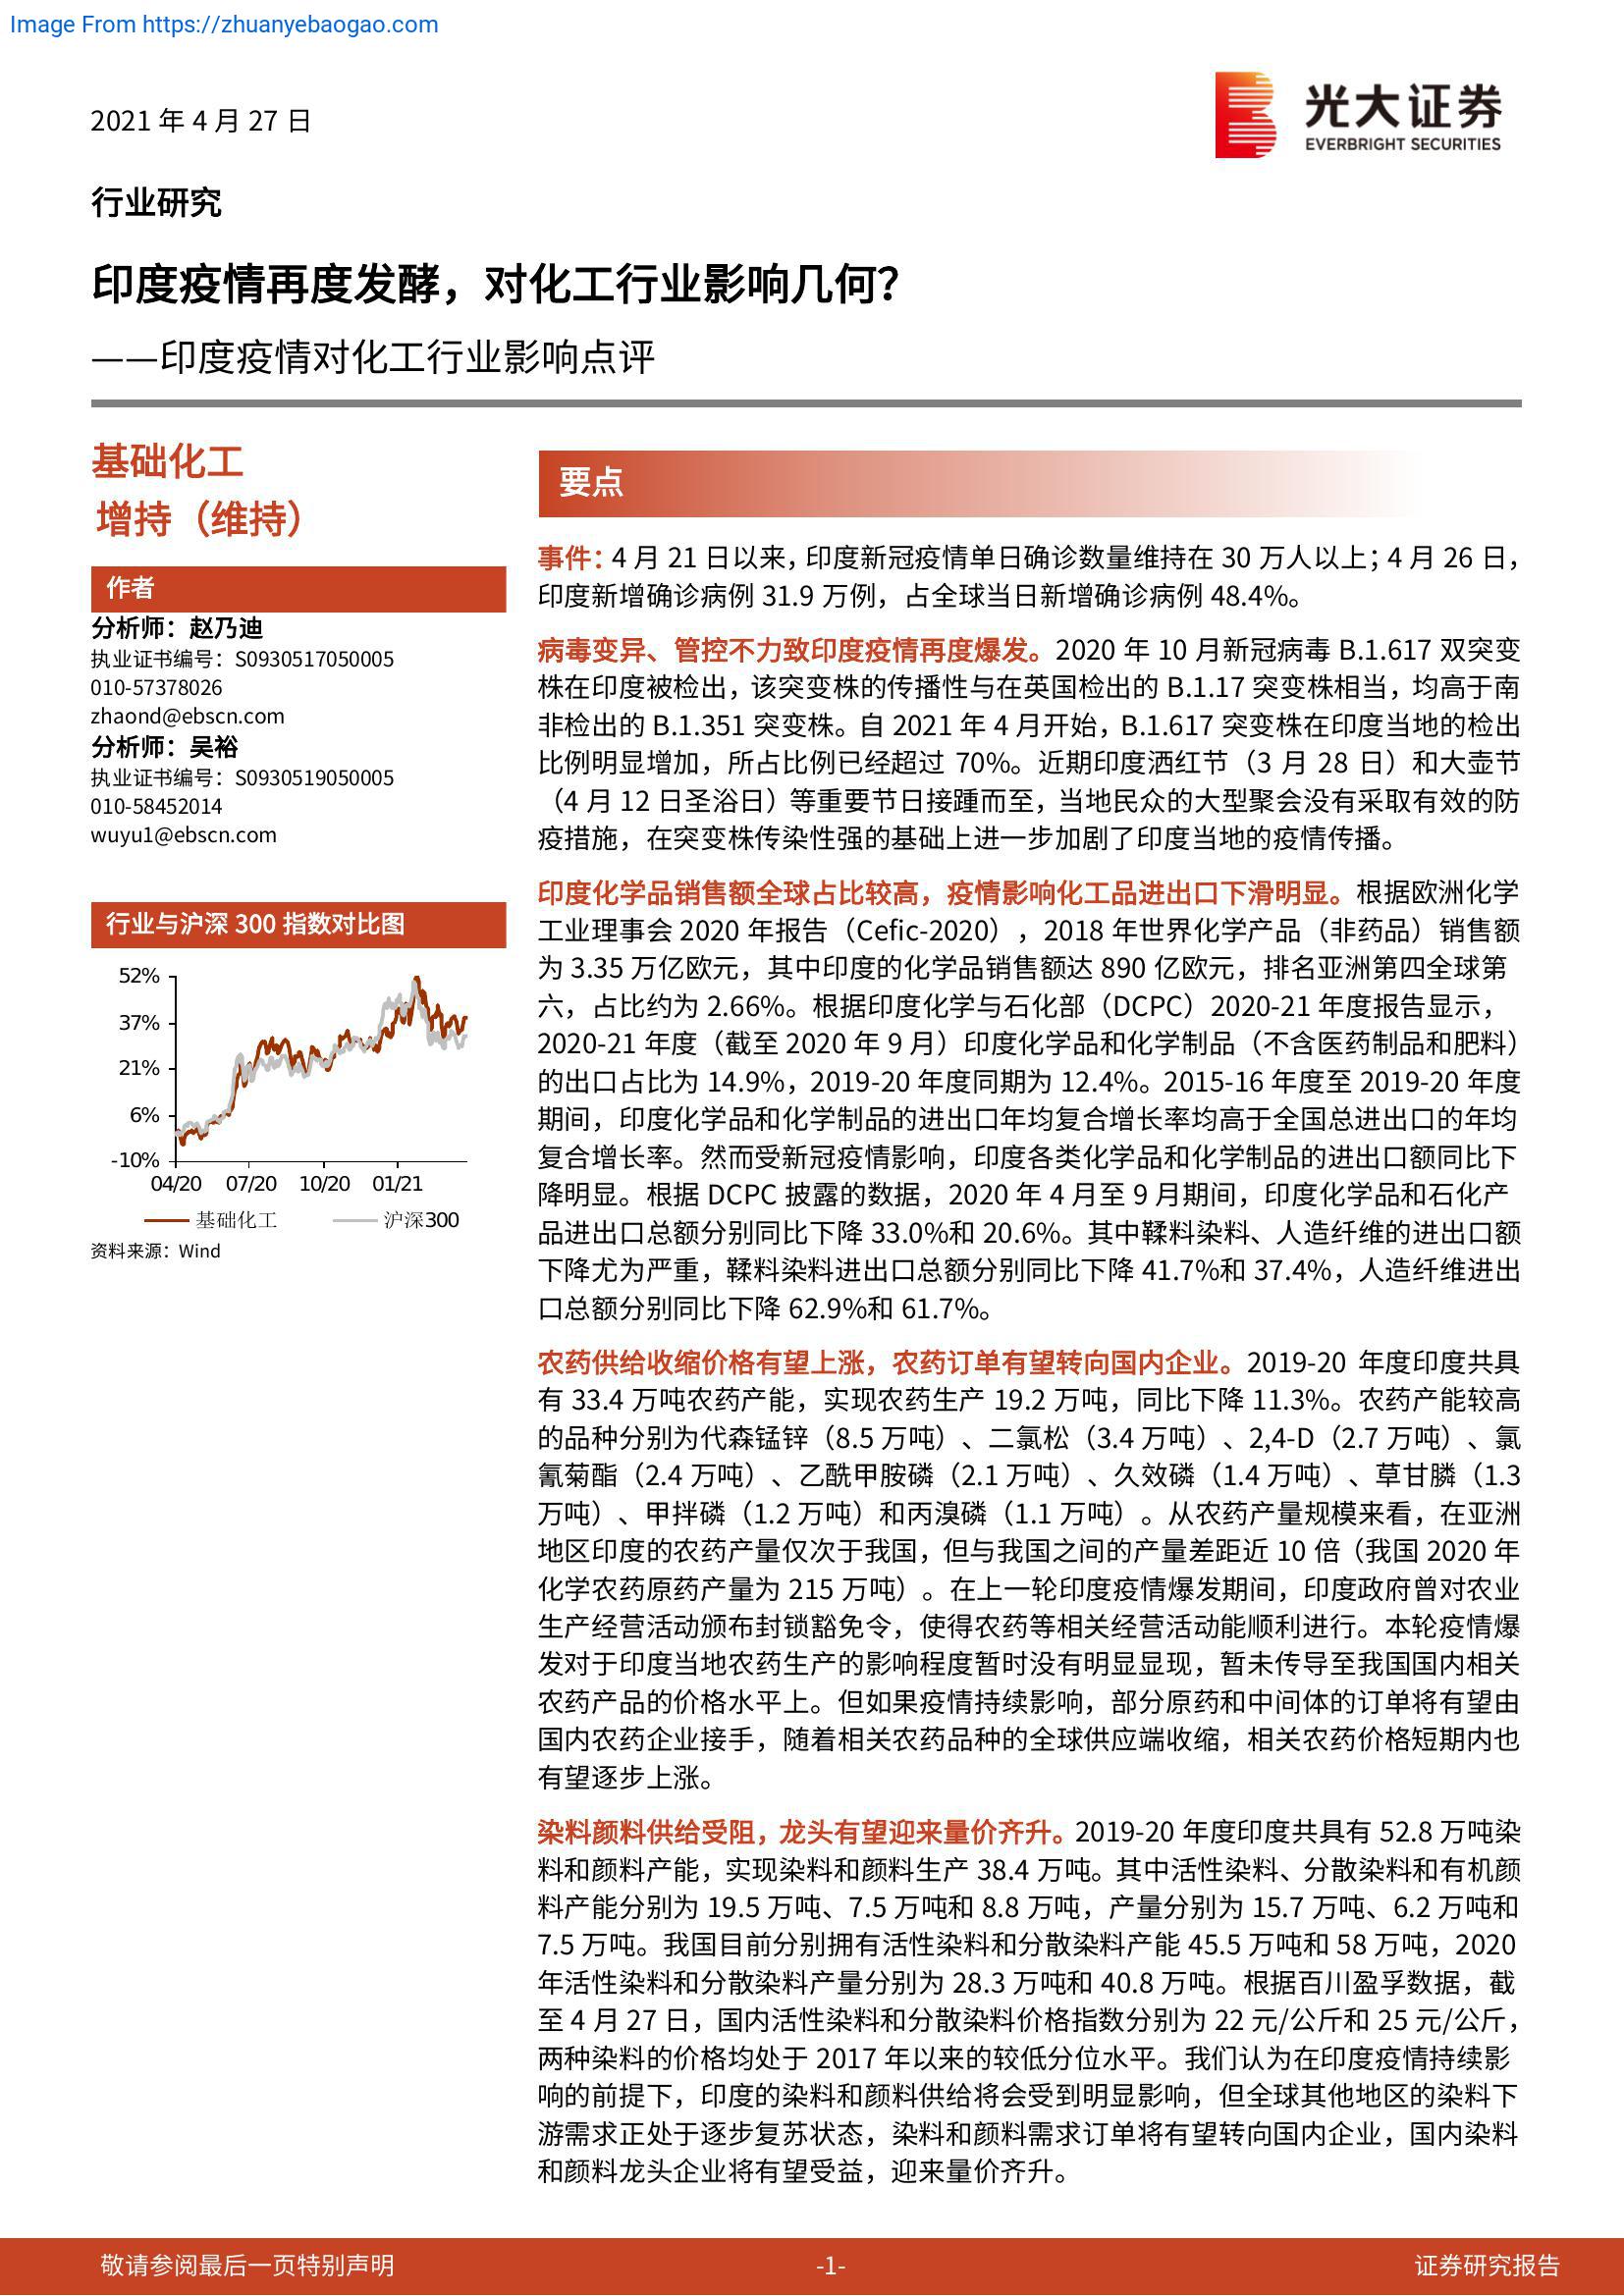 Image From https://zhuanyebaogao.com
2021 年 4 月 27 日
光大证券
EVERBRIGHT SECURITIES
行业研究
印度疫情再度发酵，对化工行业影响几何？
——印度疫情对化工行业影响点评
基础化工
增持（维持）
作者
分析师：赵乃迪
执业证书编号：S0930517050005
010-57378026
zhaond@ebscn.com
分析师：吴裕
执业证书编号：S0930519050005
010-58452014
wuyu1@ebscn.com
行业与沪深 300 指数对比图
52%
37%
21%
6%
-10%
04/20 07/20 10/20 01/21
基础化工 沪深300
资料来源：Wind
要点
事件：4 月 21 日以来，印度新冠疫情单日确诊数量维持在 30 万人以上；4 月 26 日，
印度新增确诊病例 31.9 万例，占全球当日新增确诊病例 48.4%。
病毒变异、管控不力致印度疫情再度爆发。2020 年 10 月新冠病毒 B.1.617 双突变
株在印度被检出，该突变株的传播性与在英国检出的 B.1.17 突变株相当，均高于南
非检出的 B.1.351 突变株。自 2021 年 4 月开始，B.1.617 突变株在印度当地的检出
比例明显增加，所占比例已经超过 70%。近期印度洒红节（3 月 28 日）和大壶节
（4 月 12 日圣浴日）等重要节日接踵而至，当地民众的大型聚会没有采取有效的防
疫措施，在突变株传染性强的基础上进一步加剧了印度当地的疫情传播。
印度化学品销售额全球占比较高，疫情影响化工品进出口下滑明显。根据欧洲化学
工业理事会 2020 年报告（Cefic-2020），2018 年世界化学产品（非药品）销售额
为 3.35 万亿欧元，其中印度的化学品销售额达 890 亿欧元，排名亚洲第四全球第
六，占比约为 2.66%。根据印度化学与石化部（DCPC）2020-21 年度报告显示，
2020-21 年度（截至 2020 年 9 月）印度化学品和化学制品（不含医药制品和肥料）
的出口占比为 14.9%，2019-20 年度同期为 12.4%。2015-16 年度至 2019-20 年度
期间，印度化学品和化学制品的进出口年均复合增长率均高于全国总进出口的年均
复合增长率。然而受新冠疫情影响，印度各类化学品和化学制品的进出口额同比下
降明显。根据 DCPC 披露的数据，2020 年 4 月至 9 月期间，印度化学品和石化产
品进出口总额分别同比下降 33.0%和 20.6%。其中鞣料染料、人造纤维的进出口额
下降尤为严重，鞣料染料进出口总额分别同比下降 41.7%和 37.4%，人造纤维进出
口总额分别同比下降 62.9%和 61.7%。
农药供给收缩价格有望上涨，农药订单有望转向国内企业。2019-20 年度印度共具
有 33.4 万吨农药产能，实现农药生产 19.2 万吨，同比下降 11.3%。农药产能较高
的品种分别为代森锰锌（8.5 万吨）、二氯松（3.4 万吨）、2,4-D（2.7 万吨）、氯
氰菊酯（2.4 万吨）、乙酰甲胺磷（2.1 万吨）、久效磷（1.4 万吨）、草甘膦（1.3
万吨）、甲拌磷（1.2 万吨）和丙溴磷（1.1 万吨）。从农药产量规模来看，在亚洲
地区印度的农药产量仅次于我国，但与我国之间的产量差距近 10 倍（我国 2020 年
化学农药原药产量为 215 万吨）。在上一轮印度疫情爆发期间，印度政府曾对农业
生产经营活动颁布封锁豁免令，使得农药等相关经营活动能顺利进行。本轮疫情爆
发对于印度当地农药生产的影响程度暂时没有明显显现，暂未传导至我国国内相关
农药产品的价格水平上。但如果疫情持续影响，部分原药和中间体的订单将有望由
国内农药企业接手，随着相关农药品种的全球供应端收缩，相关农药价格短期内也
有望逐步上涨。
染料颜料供给受阻，龙头有望迎来量价齐升。2019-20 年度印度共具有 52.8 万吨染
料和颜料产能，实现染料和颜料生产 38.4 万吨。其中活性染料、分散染料和有机颜
料产能分别为 19.5 万吨、7.5 万吨和 8.8 万吨，产量分别为 15.7 万吨、6.2 万吨和
7.5 万吨。我国目前分别拥有活性染料和分散染料产能 45.5 万吨和 58 万吨，2020
年活性染料和分散染料产量分别为 28.3 万吨和 40.8 万吨。根据百川盈孚数据，截
至 4 月 27 日，国内活性染料和分散染料价格指数分别为 22 元/公斤和 25 元/公斤，
两种染料的价格均处于 2017 年以来的较低分位水平。我们认为在印度疫情持续影
响的前提下，印度的染料和颜料供给将会受到明显影响，但全球其他地区的染料下
游需求正处于逐步复苏状态，染料和颜料需求订单将有望转向国内企业，国内染料
和颜料龙头企业将有望受益，迎来量价齐升。
敬请参阅最后一页特别声明
-1-
证券研究报告